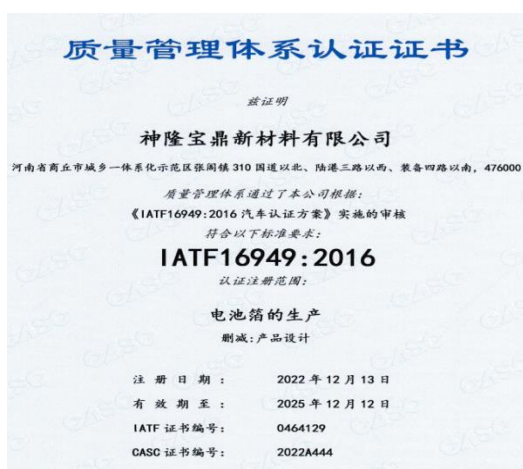 质量管理体系认证证书
兹证明
神隆宝鼎新材料有限公司
河南省商丘市城乡一体系化示范区张阁镇 310 国道以北、陆港三路以西、装备四路以南, 476000
质量管理体系通过了本公司根据:
《IATF16949:2016 汽车认证方案》实施的审核
符合以下标准要求:
IATF16949:2016
认证注册范围:
电池箔的生产
删减:产品设计
注 册 日 期 : 2022 年 12 月 13 日
有 效 期 至 : 2025 年 12 月 12 日
IATF 证书编号: 0464129
CASC 证书编号: 2022A444